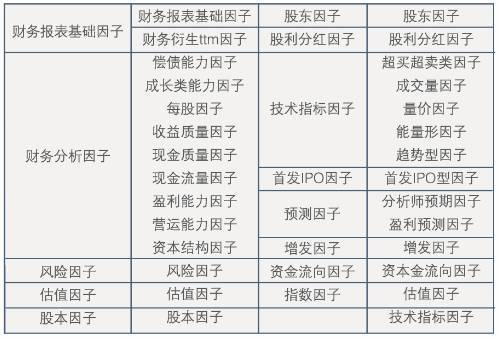 财务报表基础因子 财务报表基础因子 股东因子 股东因子
财务衍生ttm因子 股利分红因子 股利分红因子
财务分析因子 偿债能力因子 技术指标因子 超买超卖类因子
成长类能力因子 成交量因子
每股因子 量价因子
收益质量因子 能量形因子
现金质量因子 趋势型因子
现金流量因子 首发IPO因子 首发IPO型因子
盈利能力因子 预测因子 分析师预期因子
营运能力因子 盈利预测因子
资本结构因子 增发因子 增发因子
风险因子 风险因子 资金流向因子 资本金流向因子
估值因子 估值因子 指数因子 估值因子
股本因子 股本因子 技术指标因子